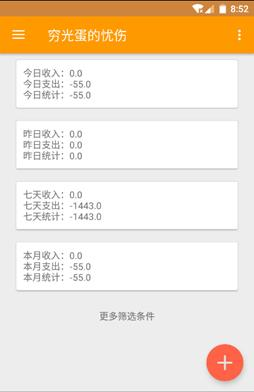 8:52
穷光蛋的忧伤
今日收入：0.0
今日支出：-55.0
今日统计：-55.0
昨日收入：0.0
昨日支出：0.0
昨日统计：0.0
七天收入：0.0
七天支出：-1443.0
七天统计：-1443.0
本月收入：0.0
本月支出：-55.0
本月统计：-55.0
更多筛选条件